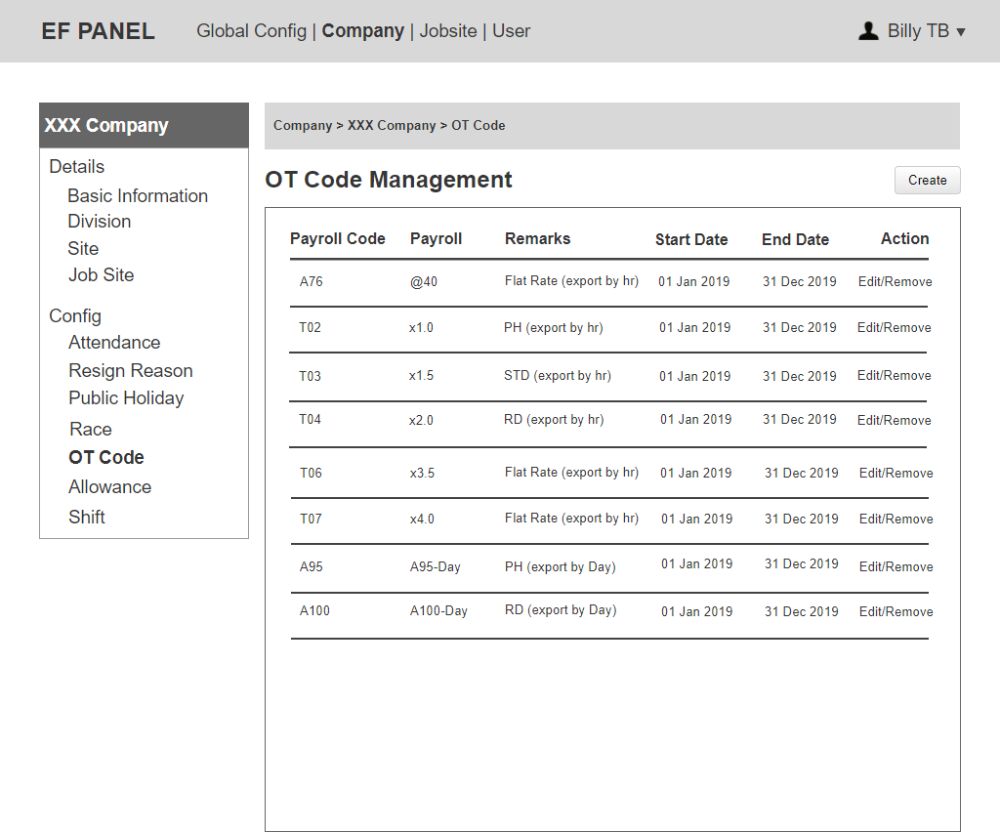 EF PANEL Global Config | Company | Jobsite | User Billy TB ▼
XXX Company
Details
Basic Information
Division
Site
Job Site
Config
Attendance
Resign Reason
Public Holiday
Race
OT Code
Allowance
Shift
Company > XXX Company > OT Code
OT Code Management
Create
Payroll Code Payroll Remarks Start Date End Date Action
A76 @40 Flat Rate (export by hr) 01 Jan 2019 31 Dec 2019 Edit/Remove
T02 x1.0 PH (export by hr) 01 Jan 2019 31 Dec 2019 Edit/Remove
T03 x1.5 STD (export by hr) 01 Jan 2019 31 Dec 2019 Edit/Remove
T04 x2.0 RD (export by hr) 01 Jan 2019 31 Dec 2019 Edit/Remove
T06 x3.5 Flat Rate (export by hr) 01 Jan 2019 31 Dec 2019 Edit/Remove
T07 x4.0 Flat Rate (export by hr) 01 Jan 2019 31 Dec 2019 Edit/Remove
A95 A95-Day PH (export by Day) 01 Jan 2019 31 Dec 2019 Edit/Remove
A100 A100-Day RD (export by Day) 01 Jan 2019 31 Dec 2019 Edit/Remove